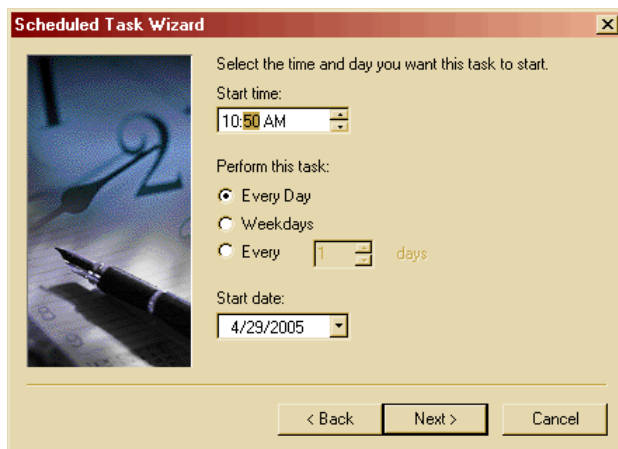 Scheduled Task Wizard
Select the time and day you want this task to start.
Start time:
10:50 AM
Perform this task:
Every Day
Weekdays
Every 1 days
Start date:
4/29/2005
< Back Next > Cancel
2